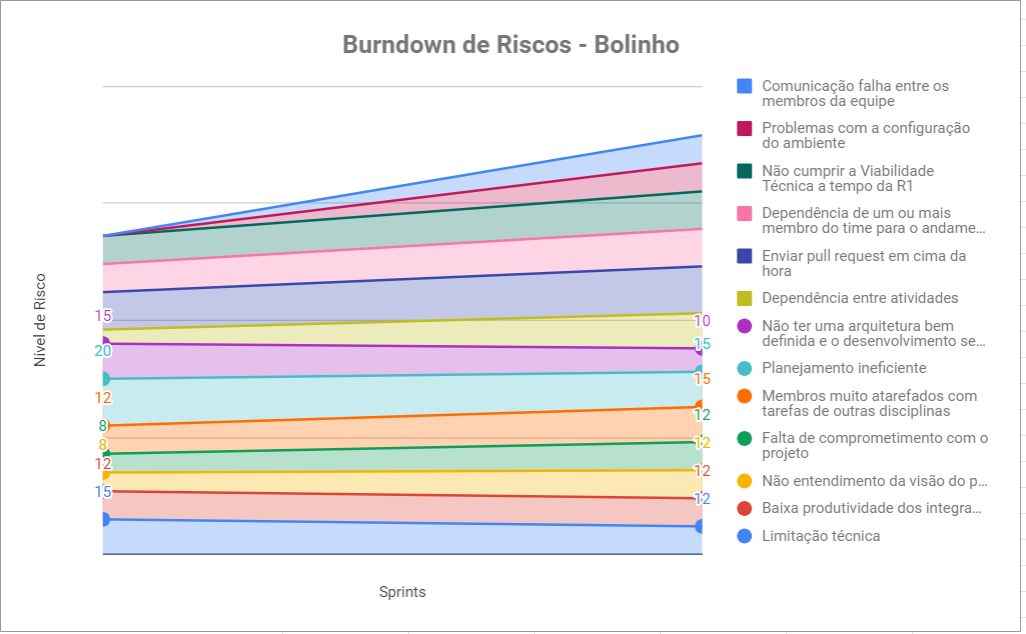 Burndown de Riscos - Bolinho
Nível de Risco
15
20
12
8
8
12
15
10
15
15
12
12
12
12
Sprints
Comunicação falha entre os
membros da equipe
Problemas com a configuração
do ambiente
Não cumprir a Viabilidade
Técnica a tempo da R1
Dependência de um ou mais
membro do time para o andame...
Enviar pull request em cima da
hora
Dependência entre atividades
Não ter uma arquitetura bem
definida e o desenvolvimento se...
Planejamento ineficiente
Membros muito atarefados com
tarefas de outras disciplinas
Falta de comprometimento com o
projeto
Não entendimento da visão do p...
Baixa produtividade dos integra...
Limitação técnica